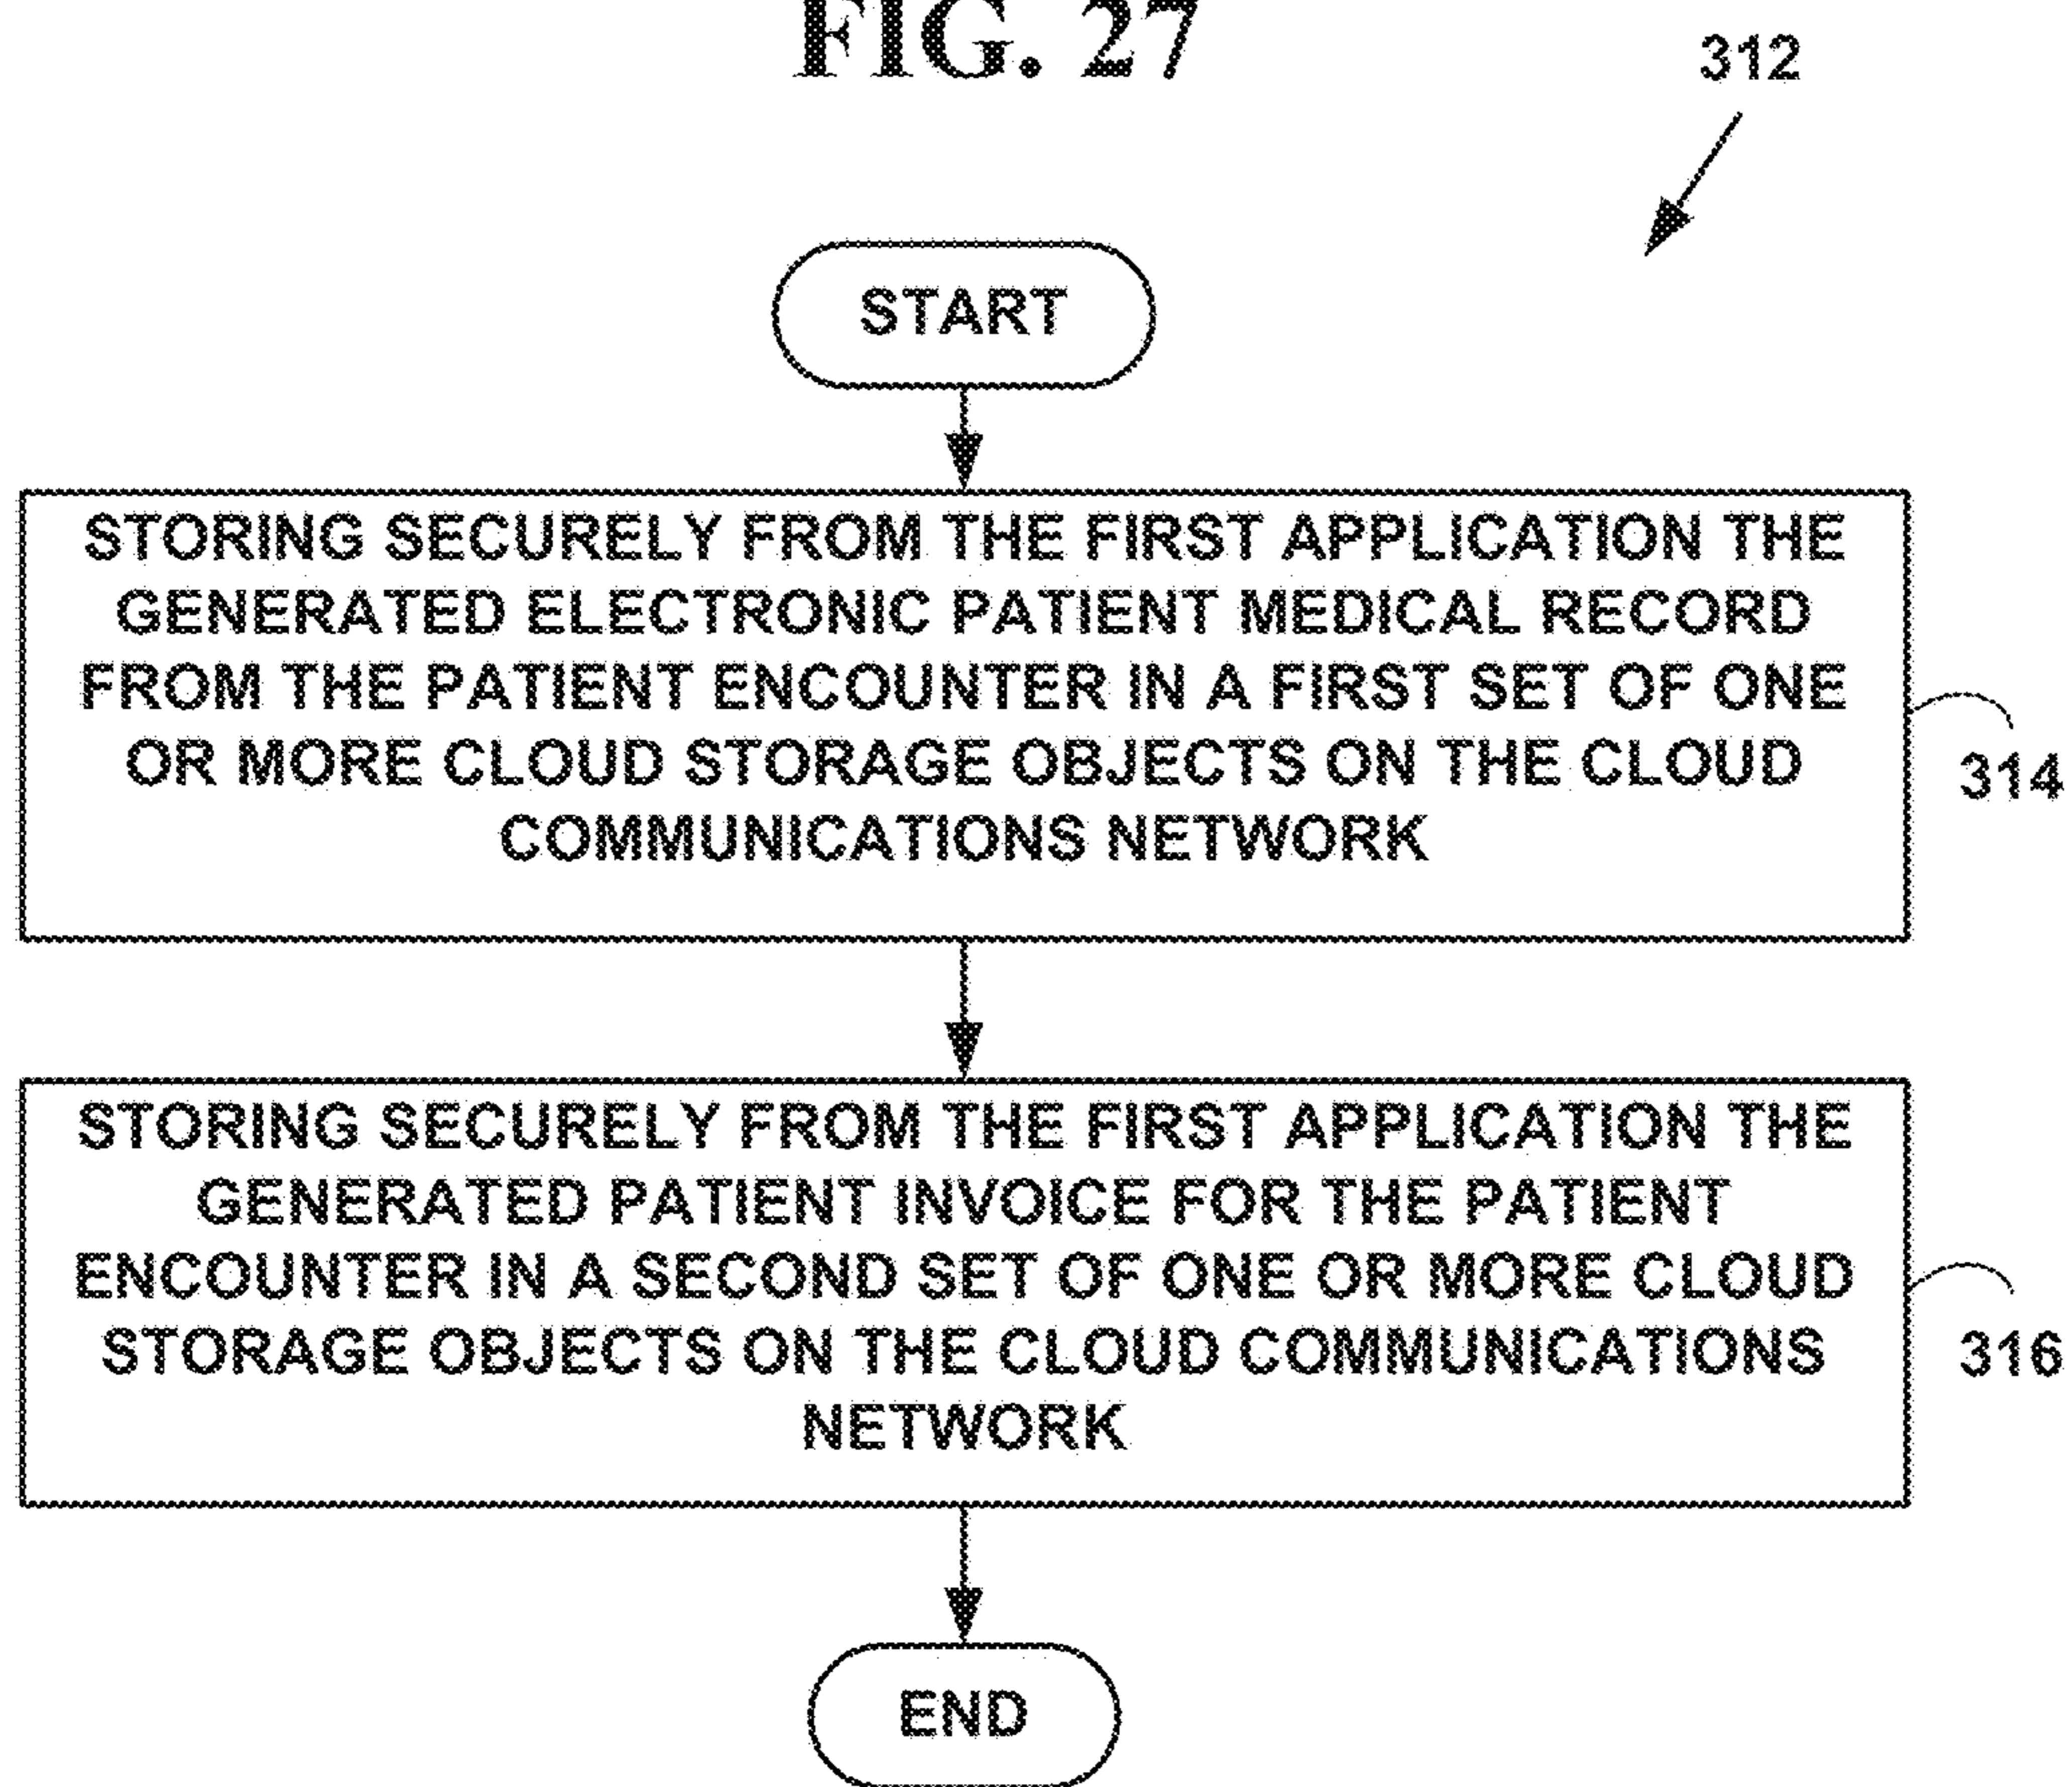 FIG. 27
312
START
STORING SECURELY FROM THE FIRST APPLICATION THE
GENERATED ELECTRONIC PATIENT MEDICAL RECORD
FROM THE PATIENT ENCOUNTER IN A FIRST SET OF ONE
OR MORE CLOUD STORAGE OBJECTS ON THE CLOUD
COMMUNICATIONS NETWORK
314
STORING SECURELY FROM THE FIRST APPLICATION THE
GENERATED PATIENT INVOICE FOR THE PATIENT
ENCOUNTER IN A SECOND SET OF ONE OR MORE CLOUD
STORAGE OBJECTS ON THE CLOUD COMMUNICATIONS
NETWORK
316
END